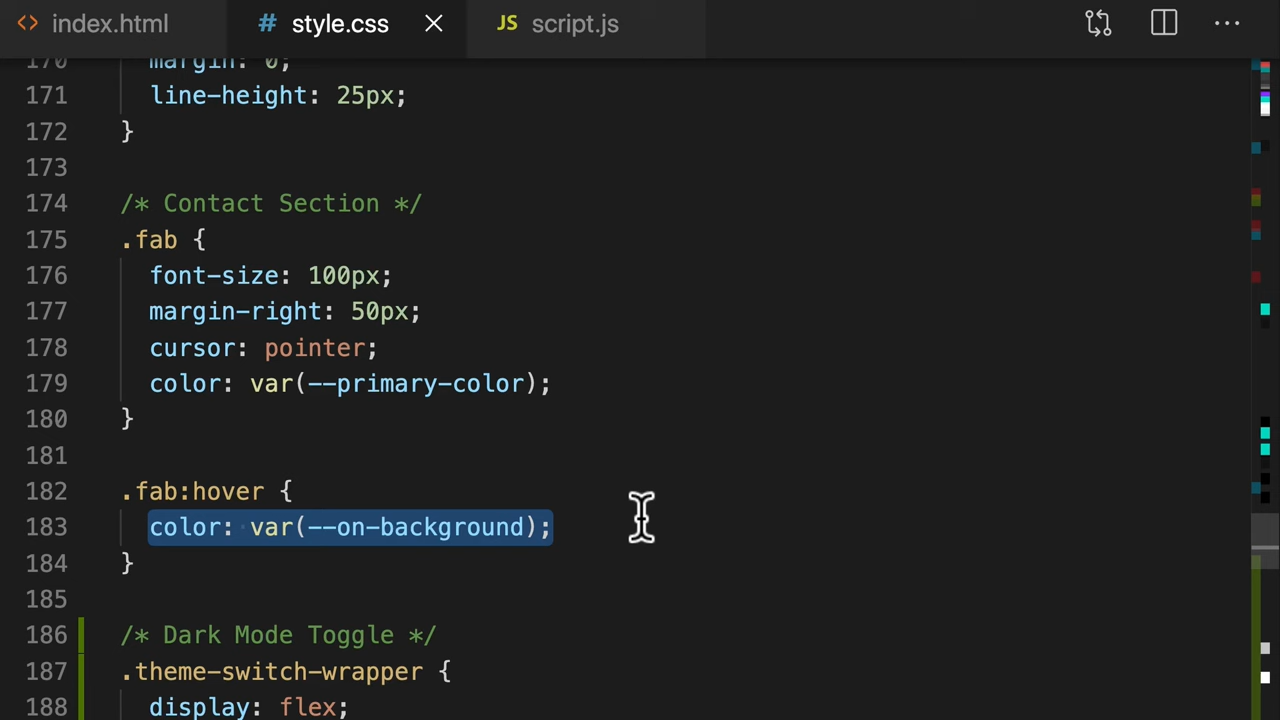 <> index.html # style.css × JS script.js ···
170 margin: 0;
171 line-height: 25px;
172 }
173
174 /* Contact Section */
175 .fab {
176 font-size: 100px;
177 margin-right: 50px;
178 cursor: pointer;
179 color: var(--primary-color);
180 }
181
182 .fab:hover {
183 color: var(--on-background);
184 }
185
186 /* Dark Mode Toggle */
187 .theme-switch-wrapper {
188 display: flex;